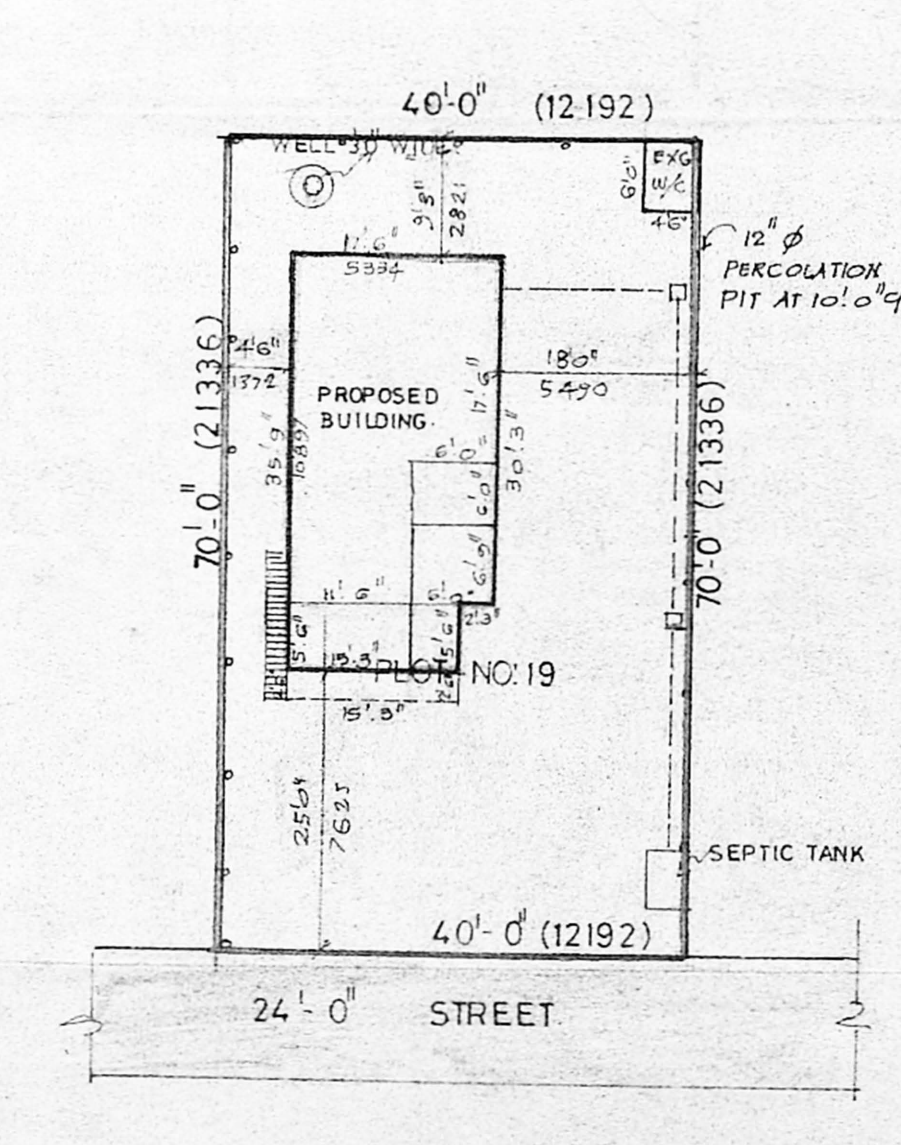 40'-0" (12192)
WELL 3'0" WIDE
EXG
W/C
6'0"
4'6"
9'3"
2821
12" ϕ
PERCOLATION
PIT AT 10'.0"
17'.6"
5334
4'6"
1372
18'0"
5490
PROPOSED
BUILDING.
70'-0" (21336)
35'.9"
10897
17'.6"
30'.3"
70'-0" (21336)
6'.0"
6'.0"
6'.9"
11'.6"
2'.3"
5'.6"
5'.6"
15'.3"
PLOT NO. 19
15'.3"
25'0"
7625
SEPTIC TANK
40'-0" (12192)
24'-0" STREET.